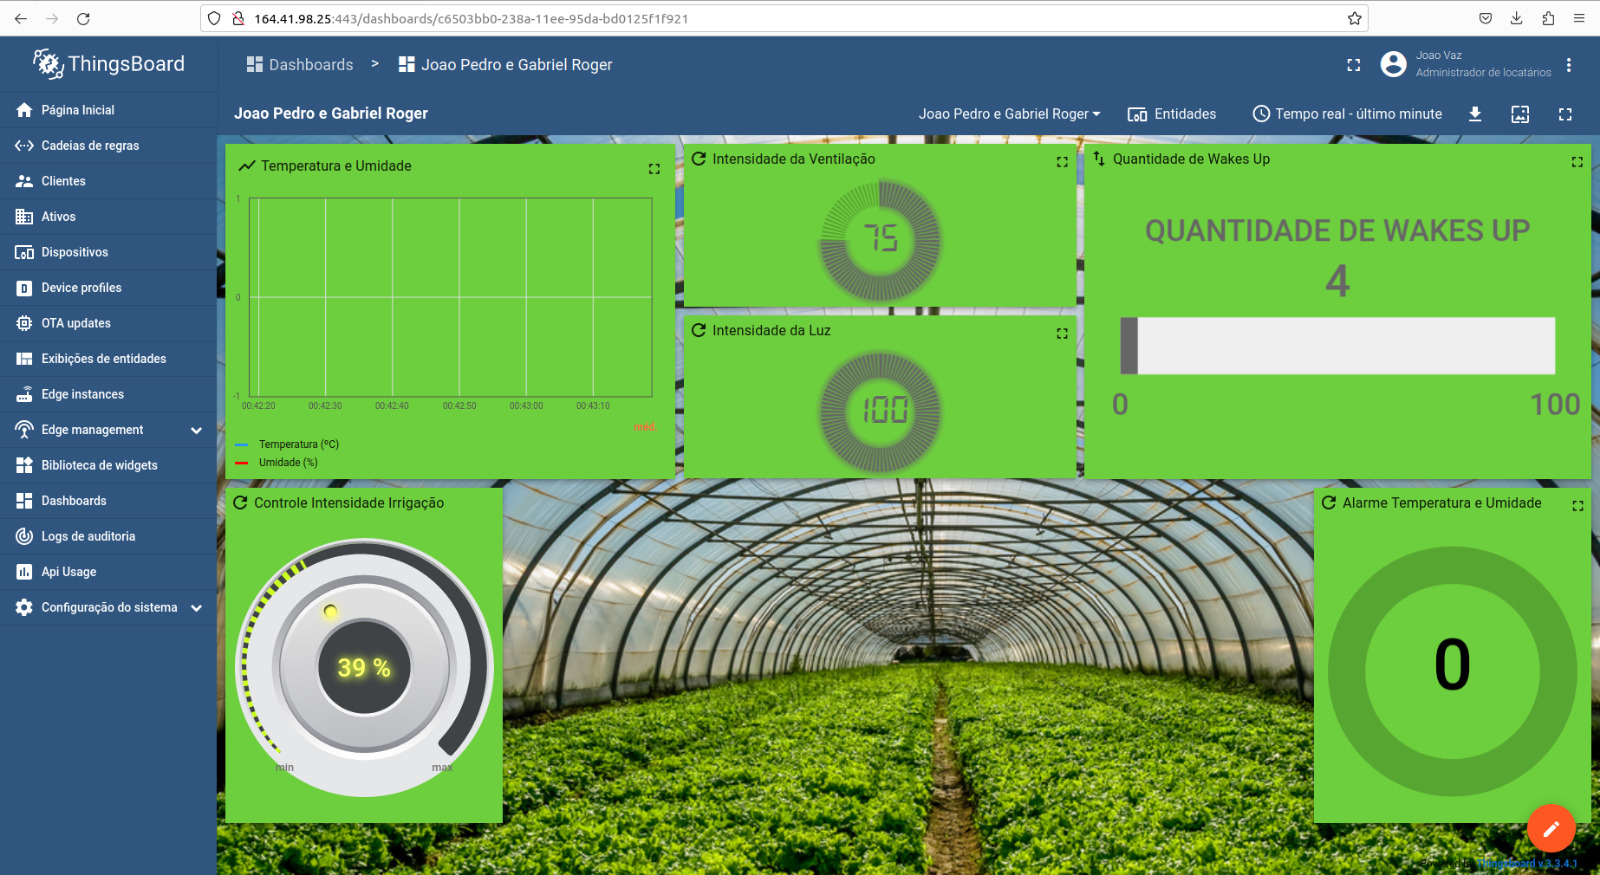 164.41.98.25:443/dashboards/c6503bb0-238a-11ee-95da-bd0125f1f921
ThingsBoard
Dashboards > Joao Pedro e Gabriel Roger
Joao Vaz
Administrador de locatários
Página Inicial
Cadeias de regras
Clientes
Ativos
Dispositivos
Device profiles
OTA updates
Exibições de entidades
Edge instances
Edge management
Biblioteca de widgets
Dashboards
Logs de auditoria
Api Usage
Configuração do sistema
Joao Pedro e Gabriel Roger
Joao Pedro e Gabriel Roger
Entidades
Tempo real - último minute
Temperatura e Umidade
1
0
-1
00:42:20 00:42:30 00:42:40 00:42:50 00:43:00 00:43:10
méd.
Temperatura (ºC)
Umidade (%)
Intensidade da Ventilação
75
Intensidade da Luz
100
Quantidade de Wakes Up
QUANTIDADE DE WAKES UP
4
0 100
Controle Intensidade Irrigação
39 %
min max
Alarme Temperatura e Umidade
0
Powered by Thingsboard v.3.3.4.1